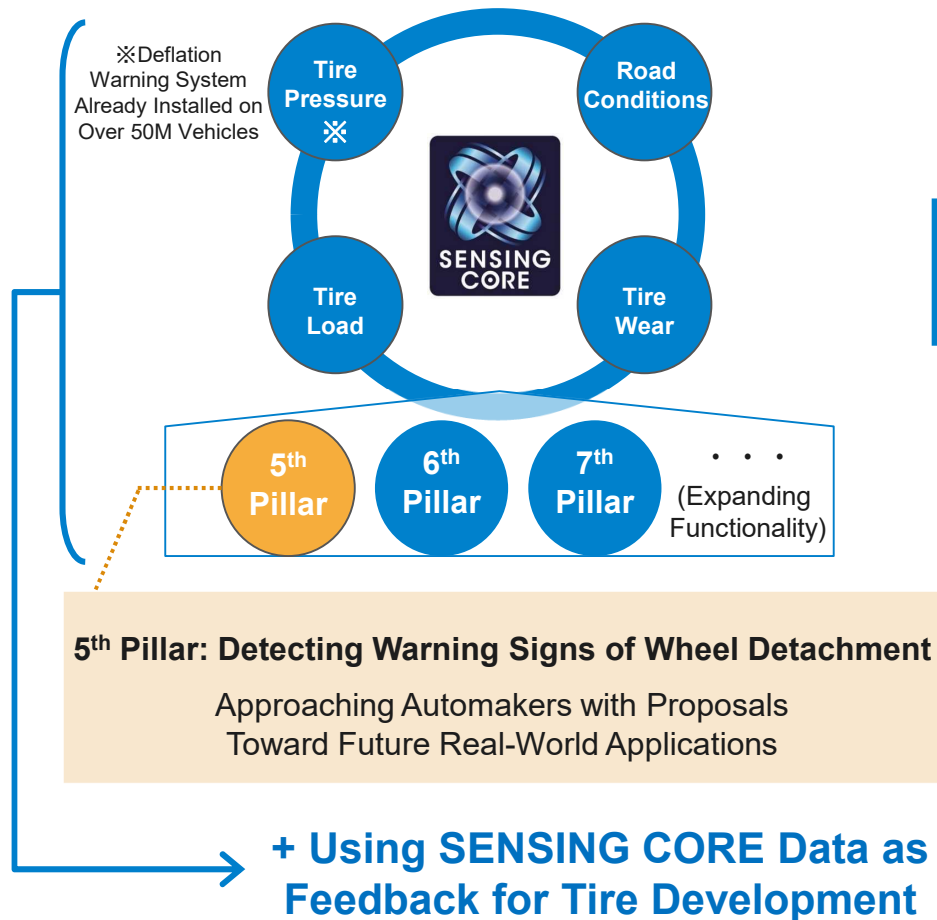 ※Deflation
Warning System
Already Installed on
Over 50M Vehicles
Tire
Pressure
※
Road
Conditions
SENSING
CORE
Tire
Load
Tire
Wear
5th
Pillar
6th
Pillar
7th
Pillar
・・・
(Expanding
Functionality)
5th Pillar: Detecting Warning Signs of Wheel Detachment
Approaching Automakers with Proposals
Toward Future Real-World Applications
+ Using SENSING CORE Data as
Feedback for Tire Development